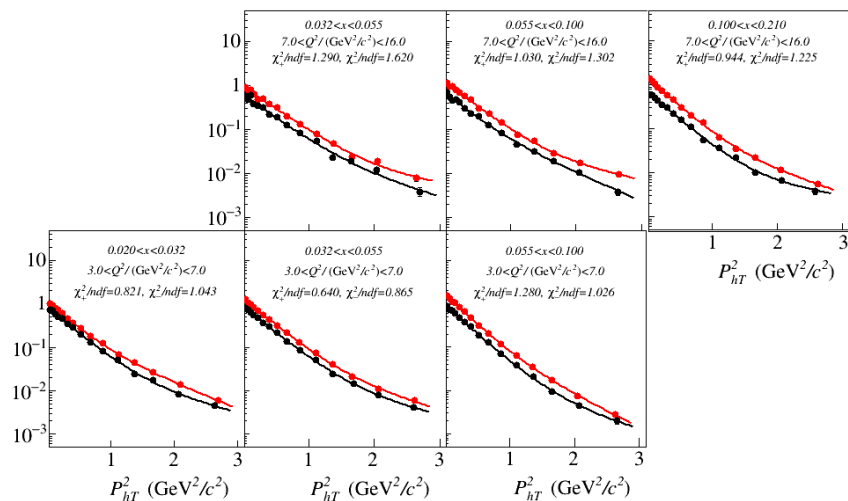 0.032<x<0.055
7.0<Q²/(GeV²/c²)<16.0
χ₊²/ndf=1.290, χ²/ndf=1.620
0.055<x<0.100
7.0<Q²/(GeV²/c²)<16.0
χ₊²/ndf=1.030, χ²/ndf=1.302
0.100<x<0.210
7.0<Q²/(GeV²/c²)<16.0
χ₊²/ndf=0.944, χ²/ndf=1.225
10
1
10⁻¹
10⁻²
10⁻³
1 2 3
P²hT (GeV²/c²)
0.020<x<0.032
3.0<Q²/(GeV²/c²)<7.0
χ₊²/ndf=0.821, χ²/ndf=1.043
0.032<x<0.055
3.0<Q²/(GeV²/c²)<7.0
χ₊²/ndf=0.640, χ²/ndf=0.865
0.055<x<0.100
3.0<Q²/(GeV²/c²)<7.0
χ₊²/ndf=1.280, χ²/ndf=1.026
10
1
10⁻¹
10⁻²
10⁻³
1 2 3
1 2 3
1 2 3
P²hT (GeV²/c²)
P²hT (GeV²/c²)
P²hT (GeV²/c²)